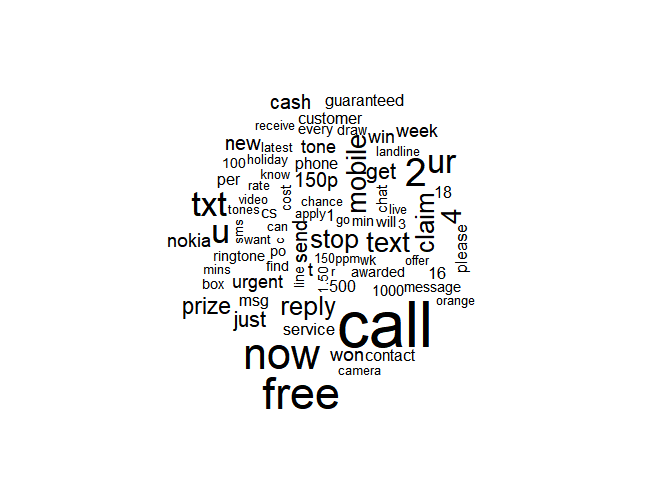 cash guaranteed
customer
receive every draw
new latest tone mobile win week
100 holiday phone get landline 2 ur
per know 150p 18
rate cost chat
txt video chance claim 4
tones cs apply 1 go min will 3 live
u sms can send stop text please
nokia want c
ringtone po 150ppm wk offer
mins find line t 1.50 r awarded 16
box urgent 500 1000 message
prize msg reply orange
just service call
now won contact
camera
free